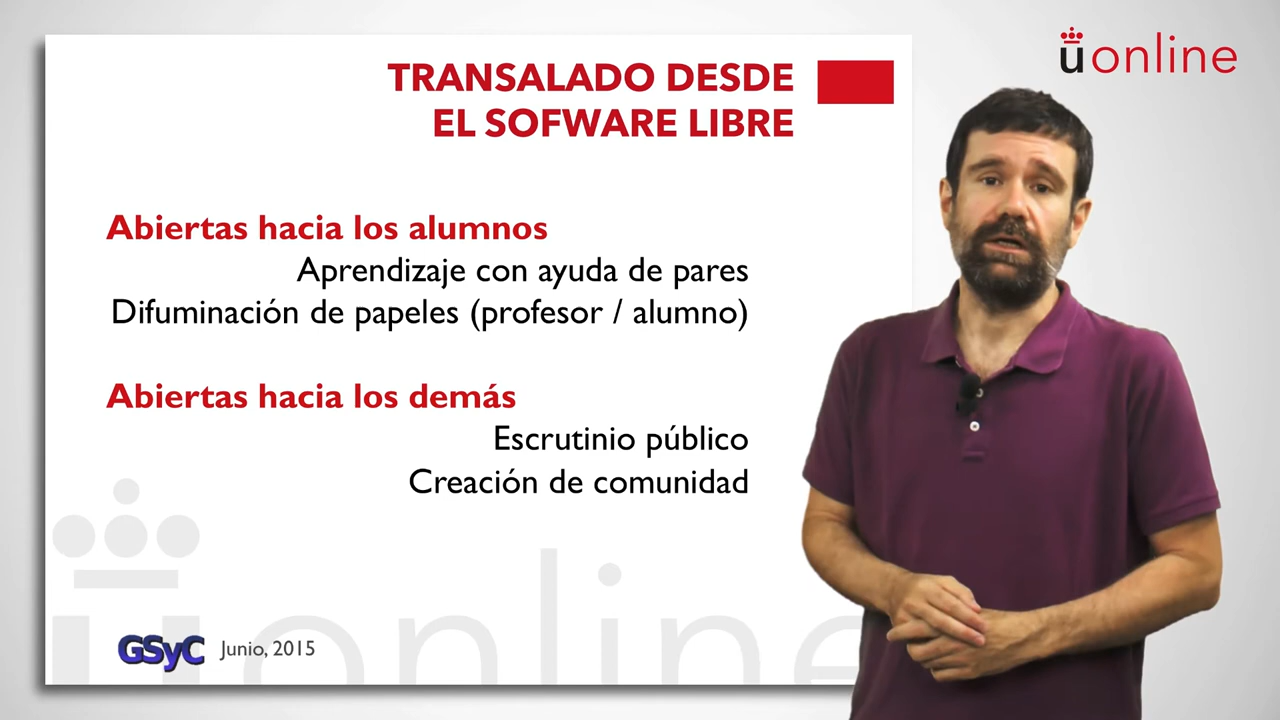 TRANSALADO DESDE
EL SOFWARE LIBRE
üonline
Abiertas hacia los alumnos
Aprendizaje con ayuda de pares
Difuminación de papeles (profesor / alumno)
Abiertas hacia los demás
Escrutinio público
Creación de comunidad
üonline
GSyC Junio, 2015